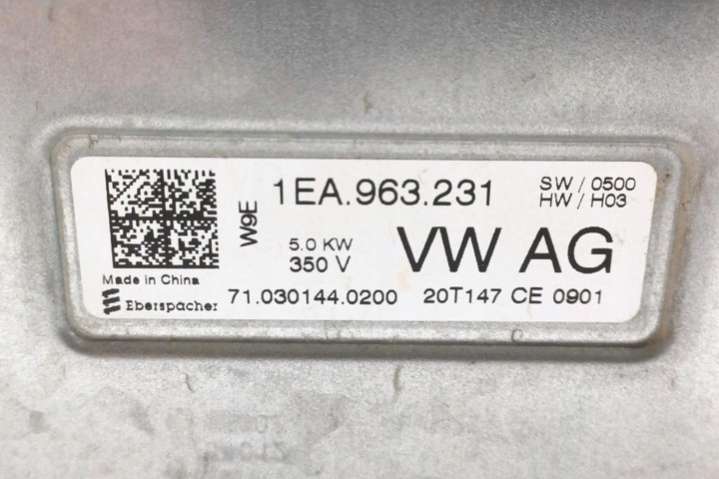 1EA.963.231
SW/0500
HW/H03
W9E
5.0 KW
350 V
VW AG
Made in China
Eberspächer
71.030144.0200
20T147 CE 0901